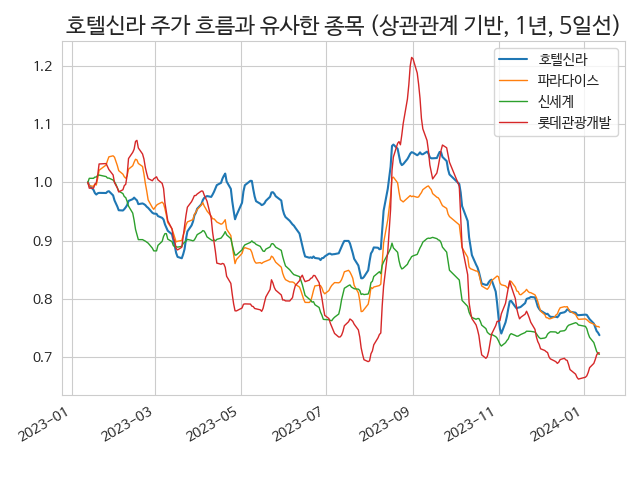 호텔신라 주가 흐름과 유사한 종목 (상관관계 기반, 1년, 5일선)
호텔신라
파라다이스
신세계
롯데관광개발
1.2
1.1
1.0
0.9
0.8
0.7
2023-01
2023-03
2023-05
2023-07
2023-09
2023-11
2024-01